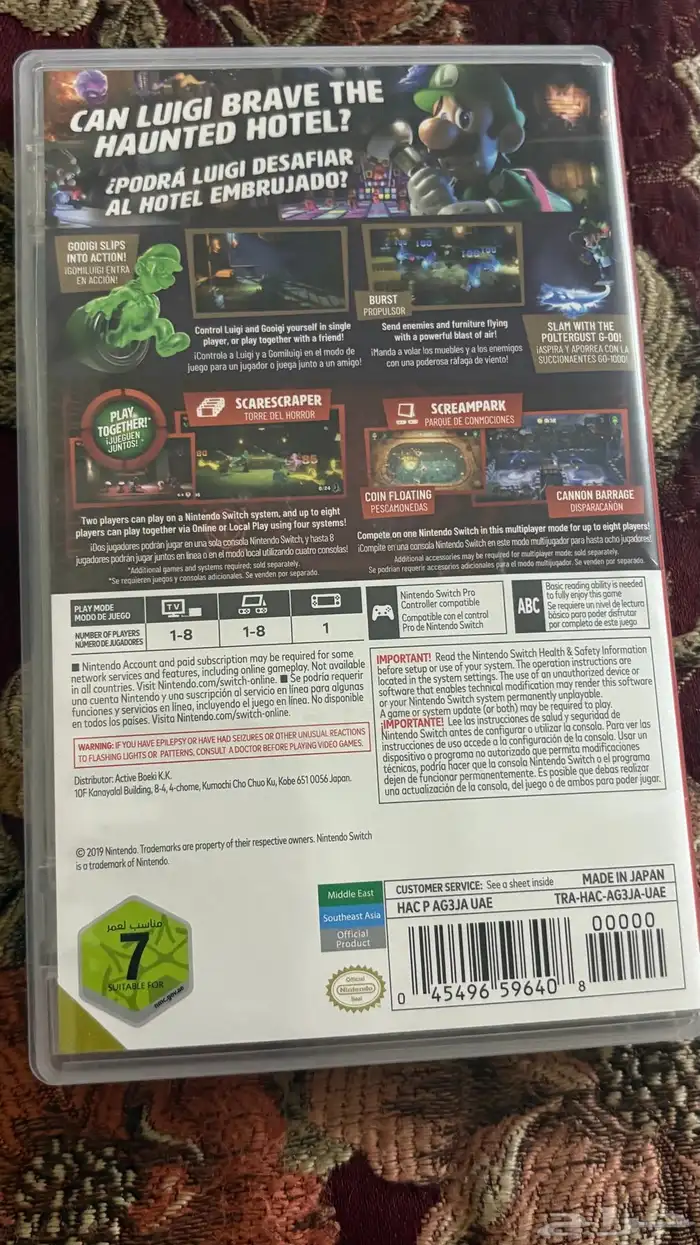 CAN LUIGI BRAVE THE
HAUNTED HOTEL?
¿PODRÁ LUIGI DESAFIAR
AL HOTEL EMBRUJADO?
GOOIGI SLIPS
INTO ACTION!
¡GOMILUIGI ENTRA
EN ACCIÓN!
Control Luigi and Gooigi yourself in single
player, or play together with a friend!
¡Controla a Luigi y a Gomiluigi en el modo de
juego para un jugador o juega junto a un amigo!
BURST
PROPULSOR
Send enemies and furniture flying
with a powerful blast of air!
¡Manda a volar los muebles y a los enemigos
con una poderosa ráfaga de viento!
SLAM WITH THE
POLTERGUST G-00!
¡ASPIRA Y APORREA CON LA
SUCCIONAENTES GO-1000!
PLAY
TOGETHER!*
¡JUEGUEN
JUNTOS!*
SCARESCRAPER
TORRE DEL HORROR
Two players can play on a Nintendo Switch system, and up to eight
players can play together via Online or Local Play using four systems!
¡Dos jugadores podrán jugar en una sola consola Nintendo Switch, y hasta 8
jugadores podrán jugar juntos en línea o en el modo local utilizando cuatro consolas!
*Additional games and systems required; sold separately.
*Se requieren juegos y consolas adicionales. Se venden por separado.
SCREAMPARK
PARQUE DE CONMOCIONES
COIN FLOATING
PESCAMONEDAS
CANNON BARRAGE
DISPARACAÑÓN
Compete on one Nintendo Switch in this multiplayer mode for up to eight players!
¡Compite en una consola Nintendo Switch en este modo multijugador para hasta ocho jugadores!
Additional accessories may be required for multiplayer mode; sold separately.
Se podrían requerir accesorios adicionales para el modo multijugador. Se venden por separado.
PLAY MODE
MODO DE JUEGO
TV
NUMBER OF PLAYERS
NÚMERO DE JUGADORES
1-8
1-8
1
Nintendo Switch Pro
Controller compatible
Compatible con el control
Pro de Nintendo Switch
ABC
Basic reading ability is needed
to fully enjoy this game
Se requiere un nivel de lectura
básico para poder disfrutar
por completo de este juego
■ Nintendo Account and paid subscription may be required for some
network services and features, including online gameplay. Not available
in all countries. Visit Nintendo.com/switch-online. ■ Se podría requerir
una cuenta Nintendo y una suscripción al servicio en línea para algunas
funciones y servicios en línea, incluyendo el juego en línea. No disponible
en todos los países. Visita Nintendo.com/switch-online.
WARNING: IF YOU HAVE EPILEPSY OR HAVE HAD SEIZURES OR OTHER UNUSUAL REACTIONS
TO FLASHING LIGHTS OR PATTERNS, CONSULT A DOCTOR BEFORE PLAYING VIDEO GAMES.
Distributor: Active Boeki K.K.
10F Kanayalal Building, 8-4, 4-chome, Kumochi Cho Chuo Ku, Kobe 651 0056 Japan.
IMPORTANT! Read the Nintendo Switch Health & Safety Information
before setup or use of your system. The operation instructions are
located in the system settings. The use of an unauthorized device or
software that enables technical modification may render this software
or your Nintendo Switch system permanently unplayable.
A game or system update (or both) may be required to play.
¡IMPORTANTE! Lee las instrucciones de salud y seguridad de
Nintendo Switch antes de configurar o utilizar la consola. Para ver las
instrucciones de uso accede a la configuración de la consola. Usar un
dispositivo o programa no autorizado que permita modificaciones
técnicas, podría hacer que la consola Nintendo Switch o el programa
dejen de funcionar permanentemente. Es posible que debas realizar
una actualización de la consola, del juego o de ambos para poder jugar.
© 2019 Nintendo. Trademarks are property of their respective owners. Nintendo Switch
is a trademark of Nintendo.
مناسب لعمر
7
SUITABLE FOR
nmc.gov.ae
Middle East
Southeast Asia
Official
Product
Official
Nintendo
Seal
CUSTOMER SERVICE: See a sheet inside
MADE IN JAPAN
HAC P AG3JA UAE
TRA-HAC-AG3JA-UAE
00000
0 45496 59640 8